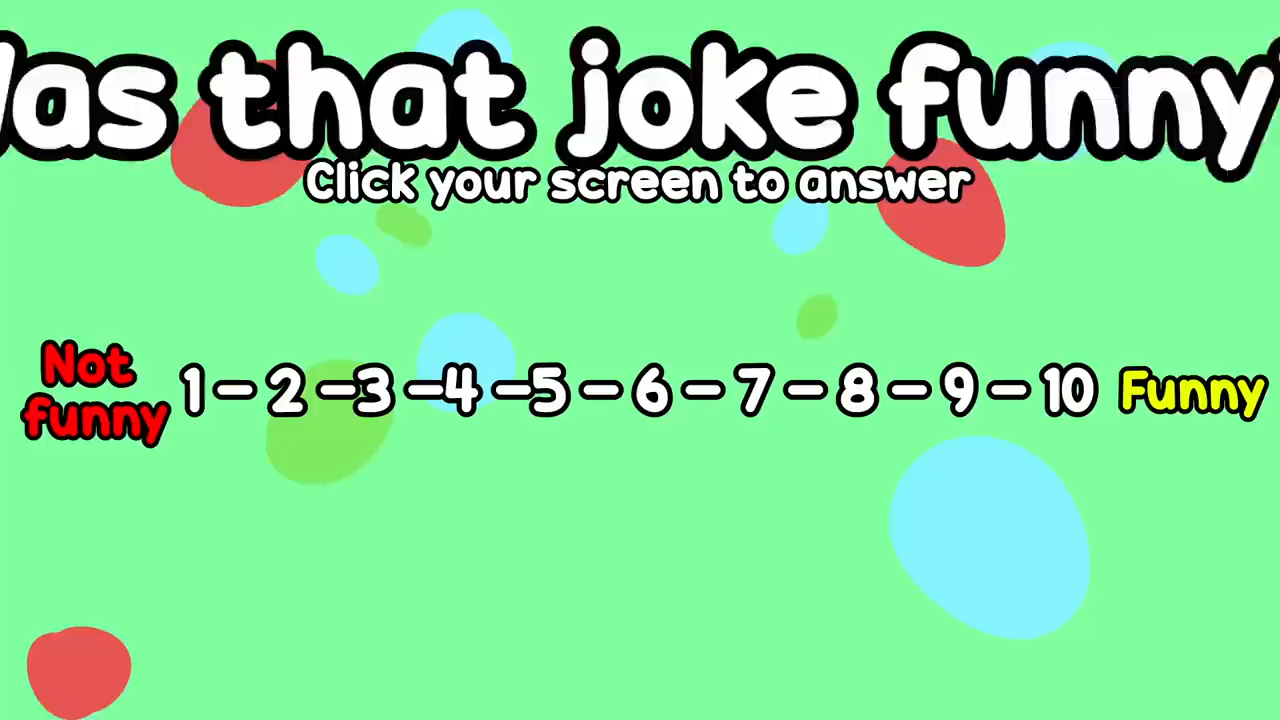 as that joke funny
Click your screen to answer
Not funny 1 – 2 – 3 – 4 – 5 – 6 – 7 – 8 – 9 – 10 Funny